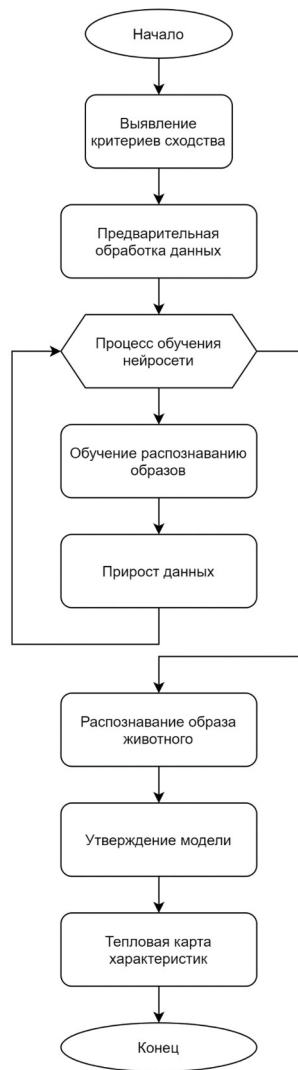 Начало
Выявление
критериев сходства
Предварительная
обработка данных
Процесс обучения
нейросети
Обучение распознаванию
образов
Прирост данных
Распознавание образа
животного
Утверждение модели
Тепловая карта
характеристик
Конец